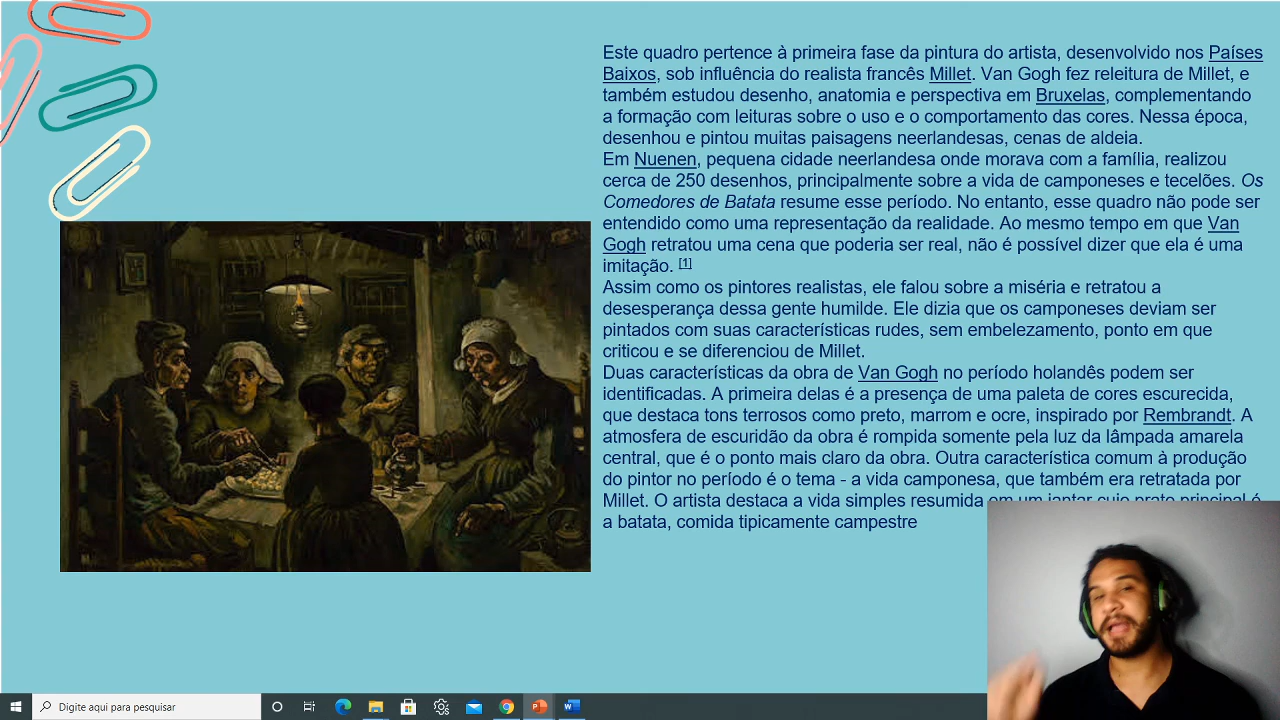 Este quadro pertence à primeira fase da pintura do artista, desenvolvido nos Países
Baixos, sob influência do realista francês Millet. Van Gogh fez releitura de Millet, e
também estudou desenho, anatomia e perspectiva em Bruxelas, complementando
a formação com leituras sobre o uso e o comportamento das cores. Nessa época,
desenhou e pintou muitas paisagens neerlandesas, cenas de aldeia.
Em Nuenen, pequena cidade neerlandesa onde morava com a família, realizou
cerca de 250 desenhos, principalmente sobre a vida de camponeses e tecelões. Os
Comedores de Batata resume esse período. No entanto, esse quadro não pode ser
entendido como uma representação da realidade. Ao mesmo tempo em que Van
Gogh retratou uma cena que poderia ser real, não é possível dizer que ela é uma
imitação. [1]
Assim como os pintores realistas, ele falou sobre a miséria e retratou a
desesperança dessa gente humilde. Ele dizia que os camponeses deviam ser
pintados com suas características rudes, sem embelezamento, ponto em que
criticou e se diferenciou de Millet.
Duas características da obra de Van Gogh no período holandês podem ser
identificadas. A primeira delas é a presença de uma paleta de cores escurecida,
que destaca tons terrosos como preto, marrom e ocre, inspirado por Rembrandt. A
atmosfera de escuridão da obra é rompida somente pela luz da lâmpada amarela
central, que é o ponto mais claro da obra. Outra característica comum à produção
do pintor no período é o tema - a vida camponesa, que também era retratada por
Millet. O artista destaca a vida simples resumida em um jantar cujo prato principal é
a batata, comida tipicamente campestre
Digite aqui para pesquisar